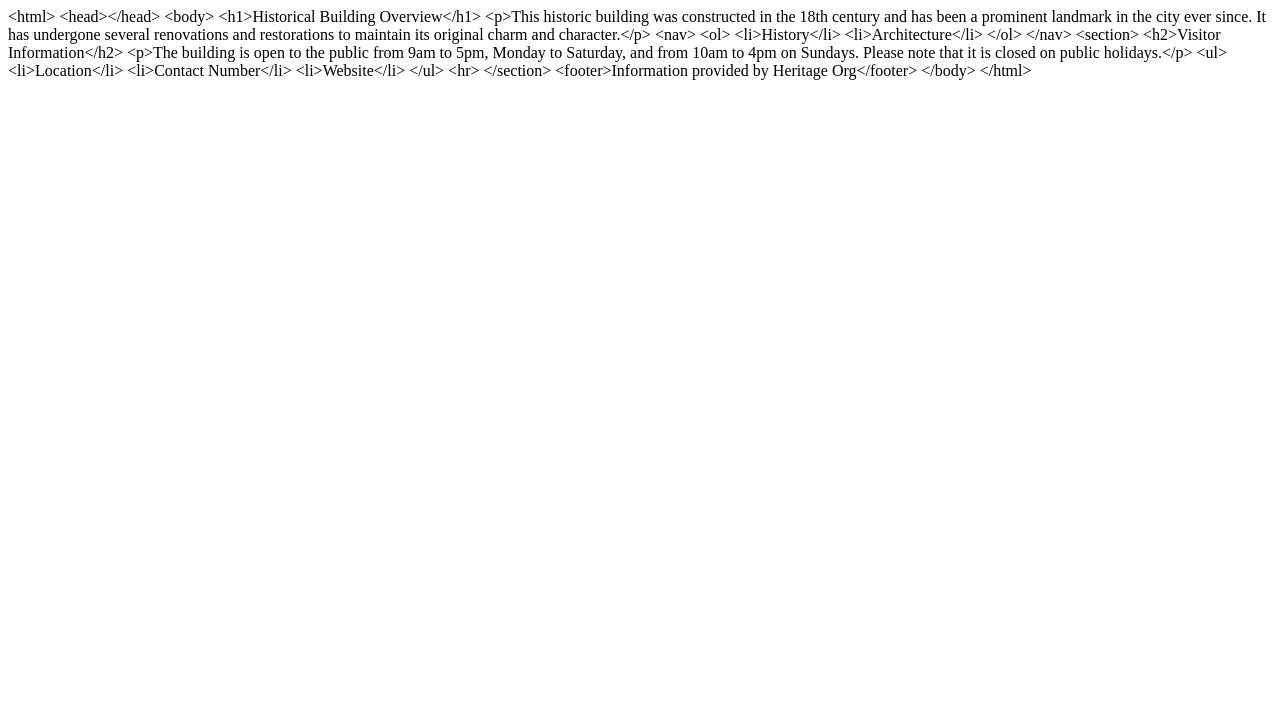 <html> <head></head> <body> <h1>Historical Building Overview</h1> <p>This historic building was constructed in the 18th century and has been a prominent landmark in the city ever since. It
has undergone several renovations and restorations to maintain its original charm and character.</p> <nav> <ol> <li>History</li> <li>Architecture</li> </ol> </nav> <section> <h2>Visitor
Information</h2> <p>The building is open to the public from 9am to 5pm, Monday to Saturday, and from 10am to 4pm on Sundays. Please note that it is closed on public holidays.</p> <ul>
<li>Location</li> <li>Contact Number</li> <li>Website</li> </ul> <hr> </section> <footer>Information provided by Heritage Org</footer> </body> </html>